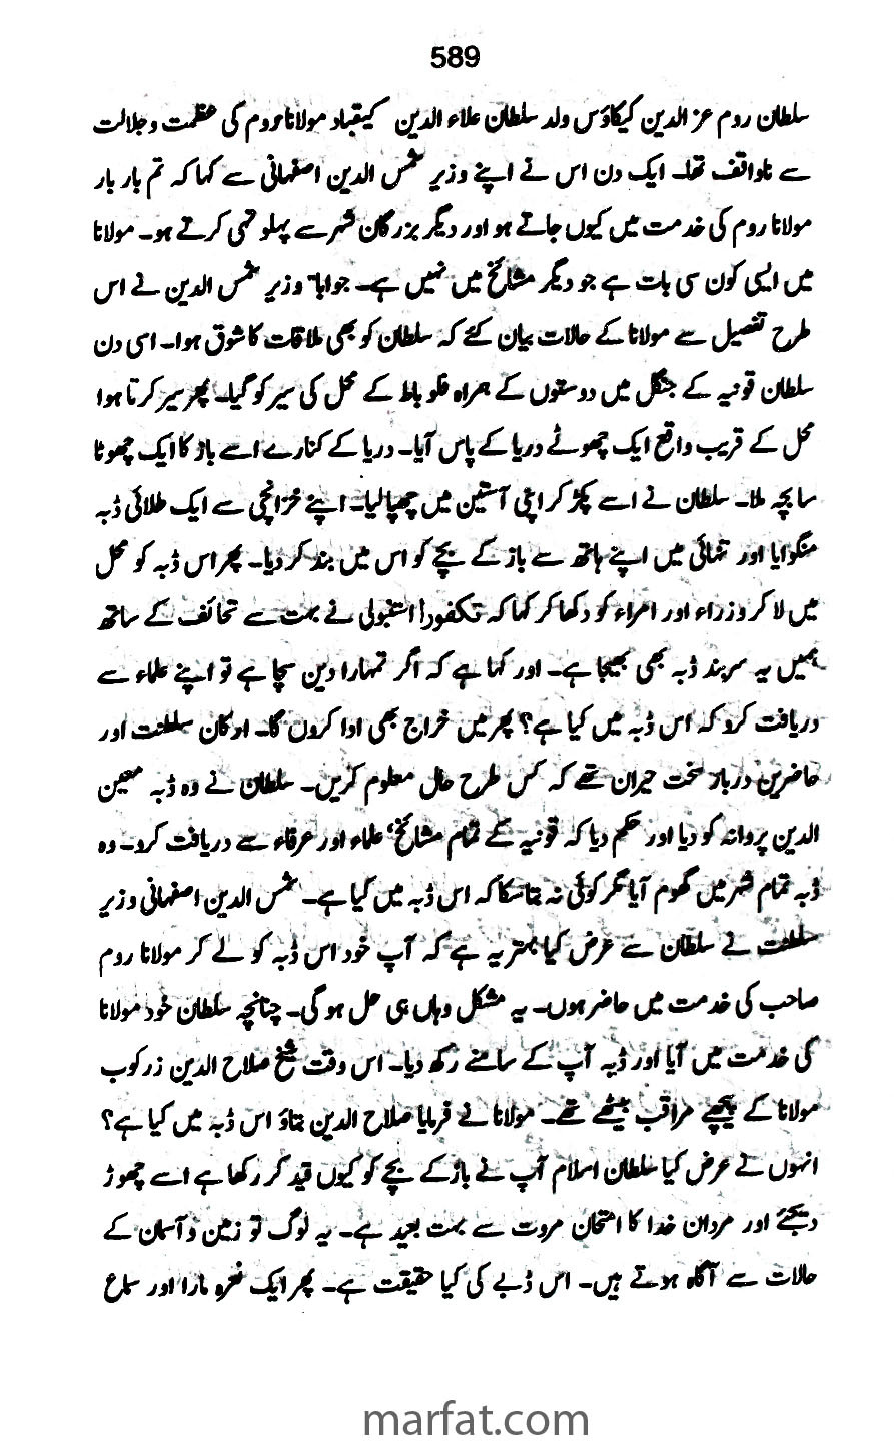 589
سلطان روم عز الدین کیکاؤس ولد سلطان علاء الدین کیقباد مولانا روم کی عظمت و جلالت
سے ناواقف تھا۔ ایک دن اس نے اپنے وزیر شمس الدین اصفہانی سے کہا کہ تم بار بار
مولانا روم کی خدمت میں کیوں جاتے ہو اور دیگر بزرگان شہر سے پہلو تہی کرتے ہو۔ مولانا
میں ایسی کون سی بات ہے جو دیگر مشائخ میں نہیں ہے۔ جواباً وزیر شمس الدین نے اس
طرح تفصیل سے مولانا کے حالات بیان کئے کہ سلطان کو بھی ملاقات کا شوق ہوا۔ اسی دن
سلطان قونیہ کے جنگل میں دوستوں کے ہمراہ فلو باط کے محل کی سیر کو گیا۔ پھر سیر کرتا ہوا
محل کے قریب واقع ایک چھوٹے دریا کے پاس آیا۔ دریا کے کنارے اسے باز کا ایک چھوٹا
سا بچہ ملا۔ سلطان نے اسے پکڑ کر اپنی آستین میں چھپا لیا۔ اپنے خزانچی سے ایک طلائی ڈبہ
منگوایا اور تنہائی میں اپنے ہاتھ سے باز کے بچے کو اس میں بند کر دیا۔ پھر اس ڈبہ کو محل
میں لا کر وزراء اور امراء کو دکھا کر کہا کہ تکفور استنبولی نے بہت سے تحائف کے ساتھ
ہمیں یہ سربند ڈبہ بھی بھیجا ہے۔ اور کہا ہے کہ اگر تمہارا دین سچا ہے تو اپنے علماء سے
دریافت کرو کہ اس ڈبہ میں کیا ہے؟ پھر میں خراج بھی ادا کروں گا۔ ارکان سلطنت اور
حاضرین دربار سخت حیران تھے کہ کس طرح حال معلوم کریں۔ سلطان نے وہ ڈبہ معین
الدین پروانہ کو دیا اور حکم دیا کہ قونیہ کے تمام مشائخ، علماء اور عرفاء سے دریافت کرو۔ وہ
ڈبہ تمام شہر میں گھوم آیا مگر کوئی نہ بتا سکا کہ اس ڈبہ میں کیا ہے۔ شمس الدین اصفہانی وزیر
سلطنت نے سلطان سے عرض کیا بہتر یہ ہے کہ آپ خود اس ڈبہ کو لے کر مولانا روم
صاحب کی خدمت میں حاضر ہوں۔ یہ مشکل وہاں ہی حل ہو گی۔ چنانچہ سلطان خود مولانا
کی خدمت میں آیا اور ڈبہ آپ کے سامنے رکھ دیا۔ اس وقت شیخ صلاح الدین زرکوب
مولانا کے پیچھے مراقب بیٹھے تھے۔ مولانا نے فرمایا صلاح الدین بتاؤ اس ڈبہ میں کیا ہے؟
انہوں نے عرض کیا سلطان اسلام آپ نے باز کے بچے کو کیوں قید کر رکھا ہے اسے چھوڑ
دیجئے اور مردان خدا کا امتحان مروت سے بہت بعید ہے۔ یہ لوگ تو زمین و آسمان کے
حالات سے آگاہ ہوتے ہیں۔ اس ڈبے کی کیا حقیقت ہے۔ پھر ایک نعرہ مارا اور سماع
marfat.com